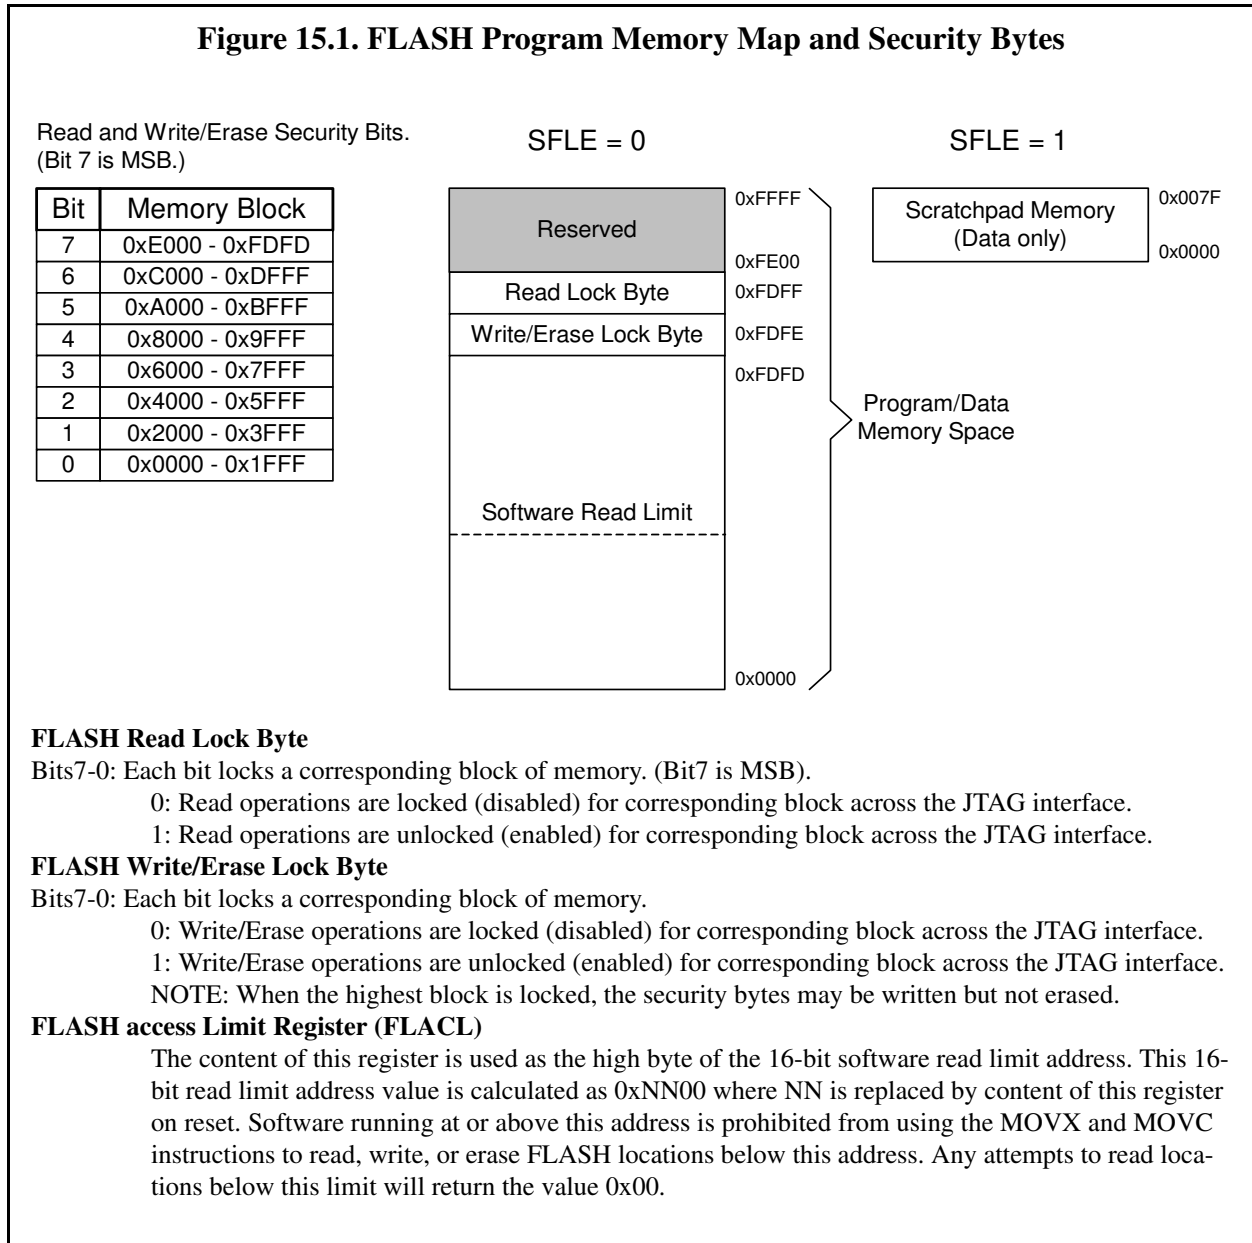 Figure 15.1. FLASH Program Memory Map and Security Bytes
Read and Write/Erase Security Bits.
(Bit 7 is MSB.)
Bit Memory Block
7 0xE000 - 0xFDFD
6 0xC000 - 0xDFFF
5 0xA000 - 0xBFFF
4 0x8000 - 0x9FFF
3 0x6000 - 0x7FFF
2 0x4000 - 0x5FFF
1 0x2000 - 0x3FFF
0 0x0000 - 0x1FFF
SFLE = 0
Reserved
0xFFFF
0xFE00
Read Lock Byte
0xFDFF
Write/Erase Lock Byte
0xFDFE
0xFDFD
Software Read Limit
0x0000
Program/Data
Memory Space
SFLE = 1
Scratchpad Memory
(Data only)
0x007F
0x0000
FLASH Read Lock Byte
Bits7-0: Each bit locks a corresponding block of memory. (Bit7 is MSB).
0: Read operations are locked (disabled) for corresponding block across the JTAG interface.
1: Read operations are unlocked (enabled) for corresponding block across the JTAG interface.
FLASH Write/Erase Lock Byte
Bits7-0: Each bit locks a corresponding block of memory.
0: Write/Erase operations are locked (disabled) for corresponding block across the JTAG interface.
1: Write/Erase operations are unlocked (enabled) for corresponding block across the JTAG interface.
NOTE: When the highest block is locked, the security bytes may be written but not erased.
FLASH access Limit Register (FLACL)
The content of this register is used as the high byte of the 16-bit software read limit address. This 16-
bit read limit address value is calculated as 0xNN00 where NN is replaced by content of this register
on reset. Software running at or above this address is prohibited from using the MOVX and MOVC
instructions to read, write, or erase FLASH locations below this address. Any attempts to read loca-
tions below this limit will return the value 0x00.